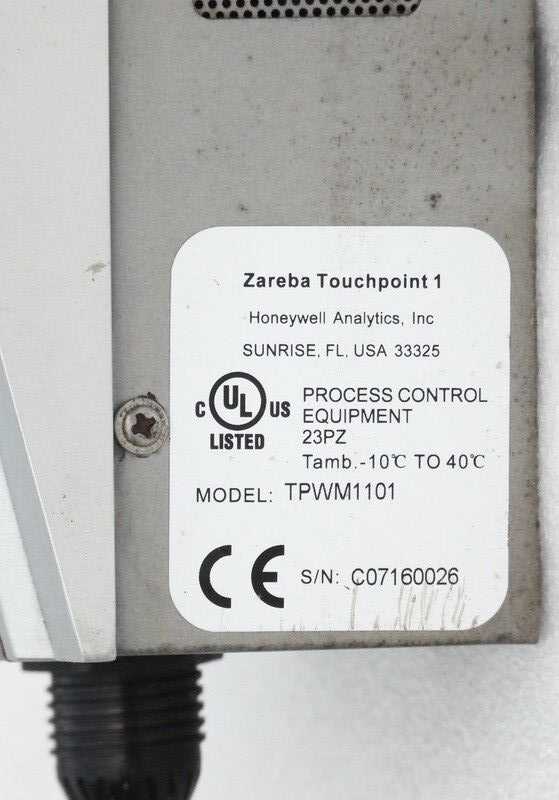 Zareba Touchpoint 1
Honeywell Analytics, Inc
SUNRISE, FL, USA 33325
C UL US
LISTED
PROCESS CONTROL
EQUIPMENT
23PZ
Tamb.-10℃ TO 40℃
MODEL: TPWM1101
CE S/N: C07160026